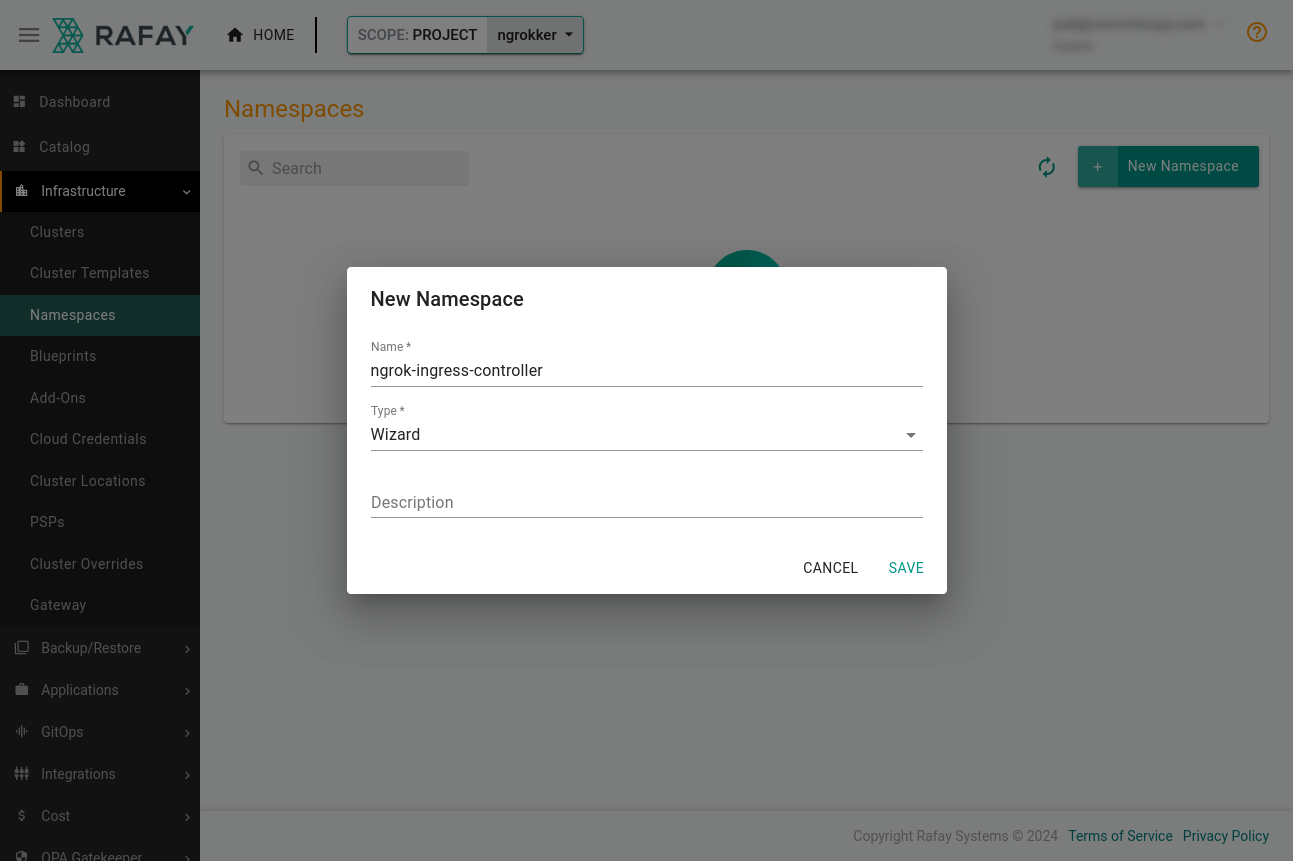 RAFAY
HOME
SCOPE: PROJECT ngrokker
Dashboard
Catalog
Infrastructure
Clusters
Cluster Templates
Namespaces
Blueprints
Add-Ons
Cloud Credentials
Cluster Locations
PSPs
Cluster Overrides
Gateway
Backup/Restore
Applications
GitOps
Integrations
Cost
OPA Gatekeeper
Namespaces
Search
+ New Namespace
New Namespace
Name *
ngrok-ingress-controller
Type *
Wizard
Description
CANCEL SAVE
Copyright Rafay Systems © 2024 Terms of Service Privacy Policy